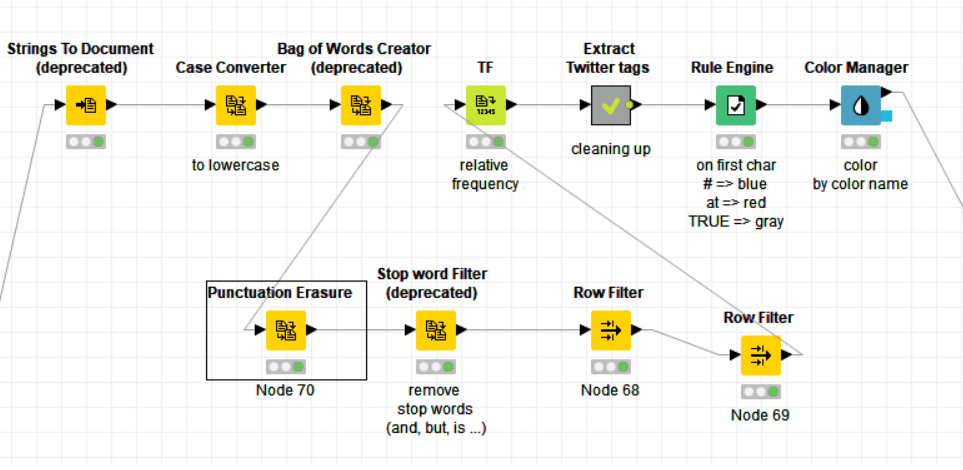 Strings To Document
(deprecated)
Case Converter
to lowercase
Bag of Words Creator
(deprecated)
TF
12345
relative
frequency
Extract
Twitter tags
cleaning up
Rule Engine
on first char
# => blue
at => red
TRUE => gray
Color Manager
color
by color name
Punctuation Erasure
Node 70
Stop word Filter
(deprecated)
remove
stop words
(and, but, is ...)
Row Filter
Node 68
Row Filter
Node 69